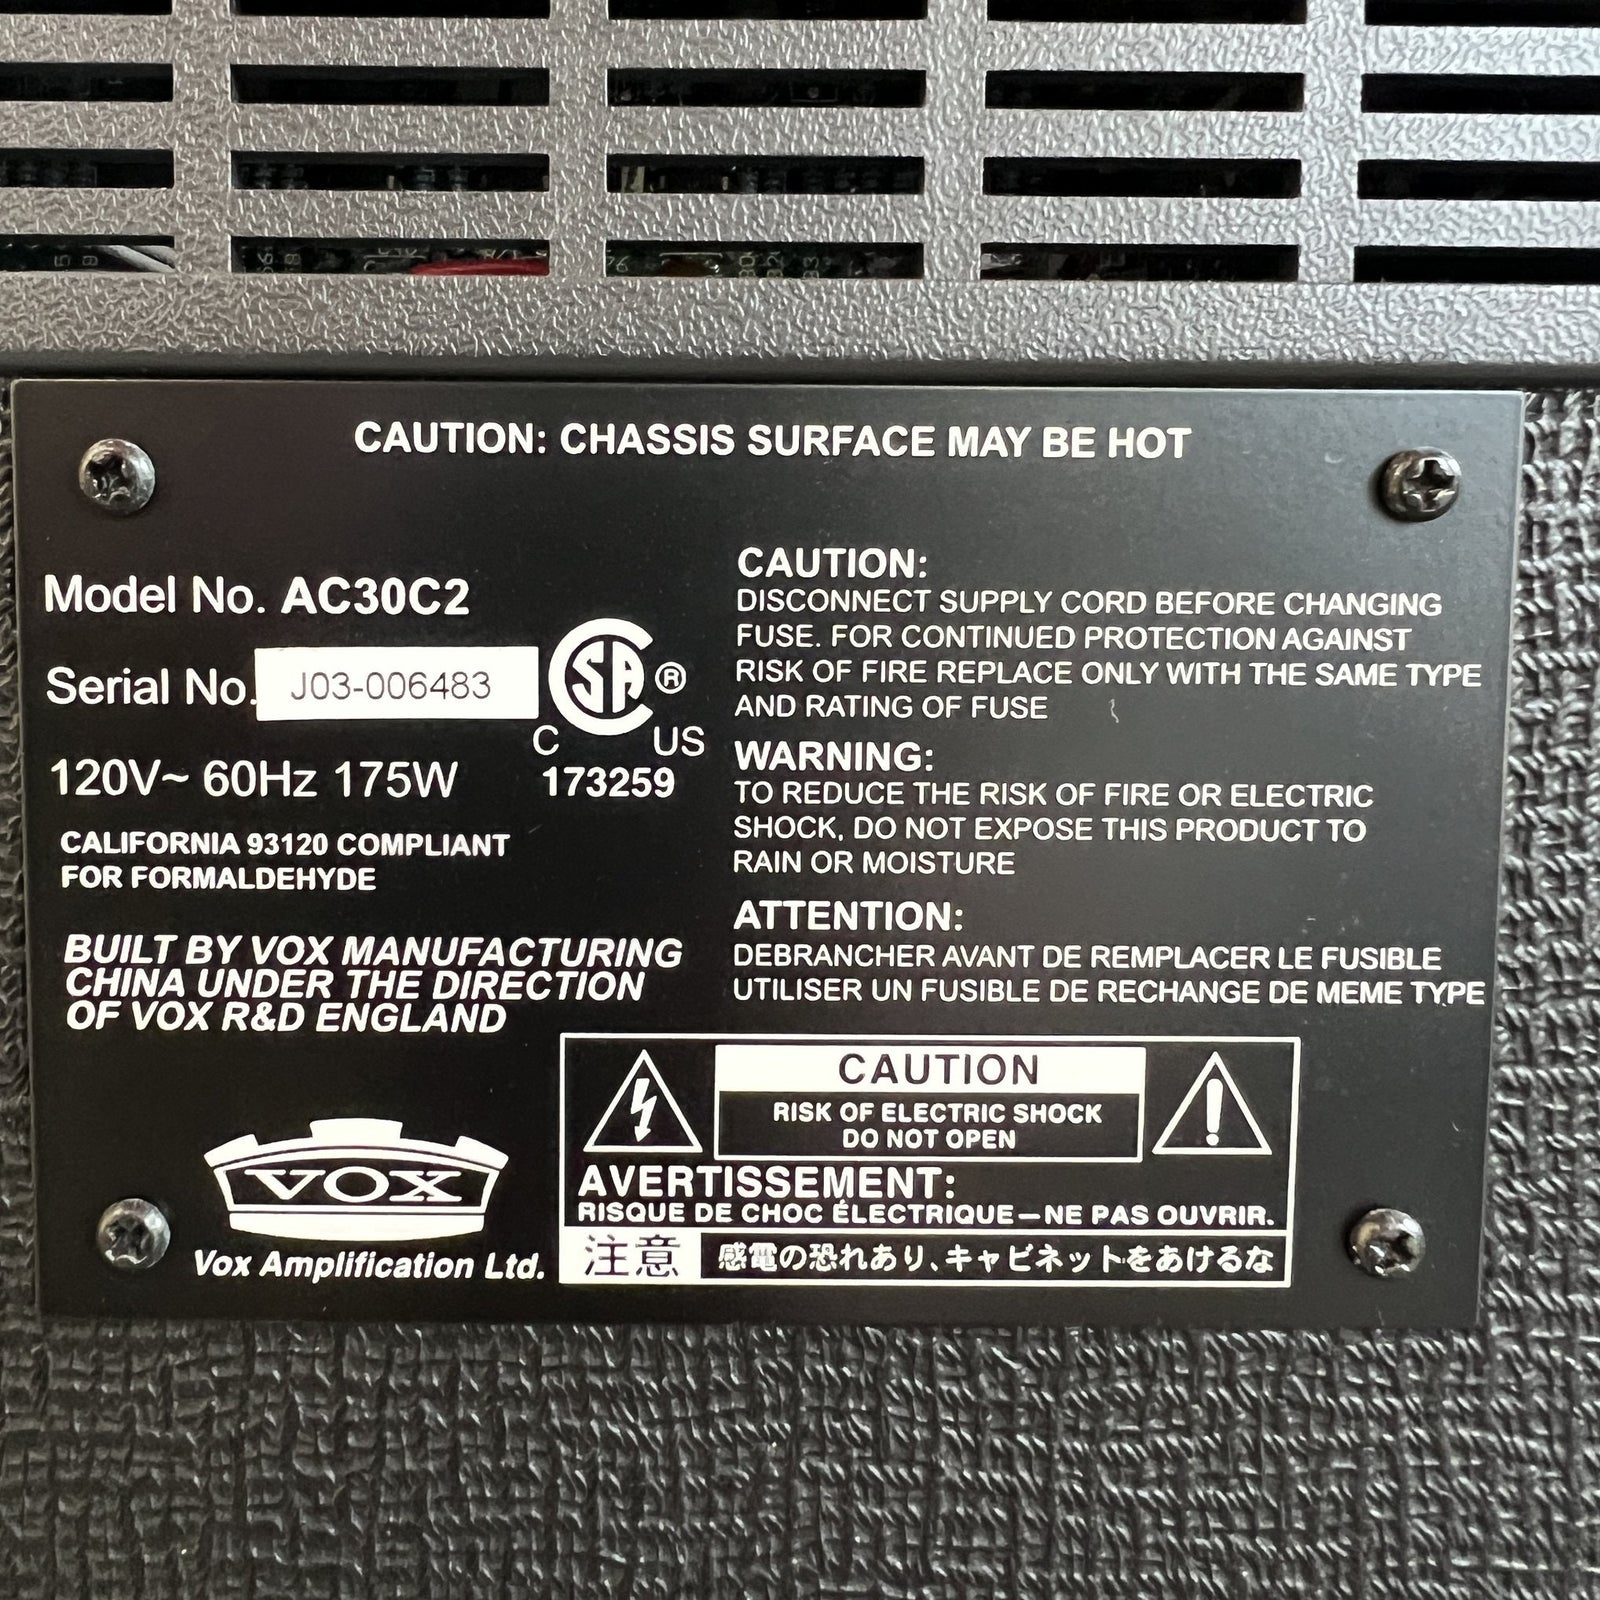 CAUTION: CHASSIS SURFACE MAY BE HOT
Model No. AC30C2
Serial No. J03-006483
SA ®
C US
173259
120V~ 60Hz 175W
CALIFORNIA 93120 COMPLIANT
FOR FORMALDEHYDE
BUILT BY VOX MANUFACTURING
CHINA UNDER THE DIRECTION
OF VOX R&D ENGLAND
VOX
Vox Amplification Ltd.
CAUTION:
DISCONNECT SUPPLY CORD BEFORE CHANGING
FUSE. FOR CONTINUED PROTECTION AGAINST
RISK OF FIRE REPLACE ONLY WITH THE SAME TYPE
AND RATING OF FUSE
WARNING:
TO REDUCE THE RISK OF FIRE OR ELECTRIC
SHOCK, DO NOT EXPOSE THIS PRODUCT TO
RAIN OR MOISTURE
ATTENTION:
DEBRANCHER AVANT DE REMPLACER LE FUSIBLE
UTILISER UN FUSIBLE DE RECHANGE DE MEME TYPE
CAUTION
RISK OF ELECTRIC SHOCK
DO NOT OPEN
AVERTISSEMENT:
RISQUE DE CHOC ÉLECTRIQUE—NE PAS OUVRIR.
注意 感電の恐れあり、キャビネットをあけるな